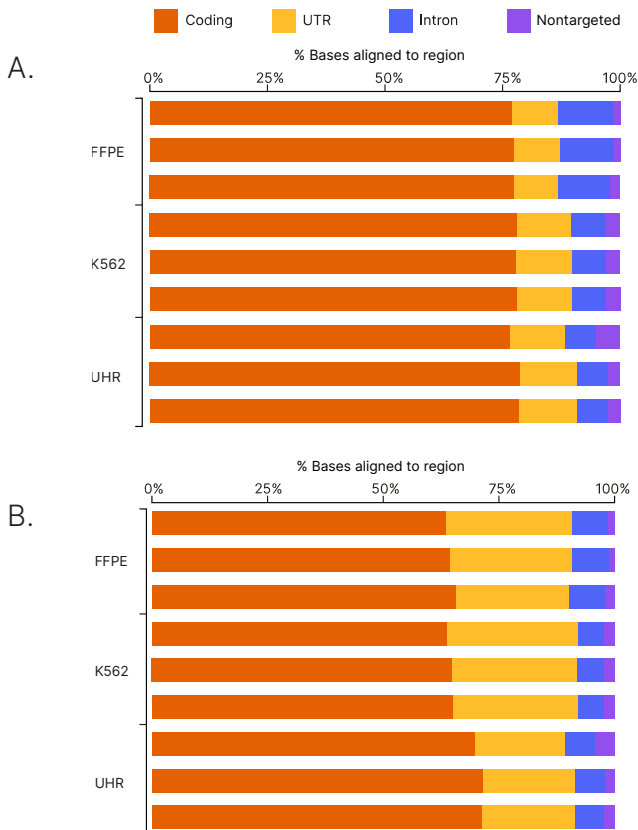 Coding UTR Intron Nontargeted
A.
% Bases aligned to region
0% 25% 50% 75% 100%
FFPE
K562
UHR
B.
% Bases aligned to region
0% 25% 50% 75% 100%
FFPE
K562
UHR